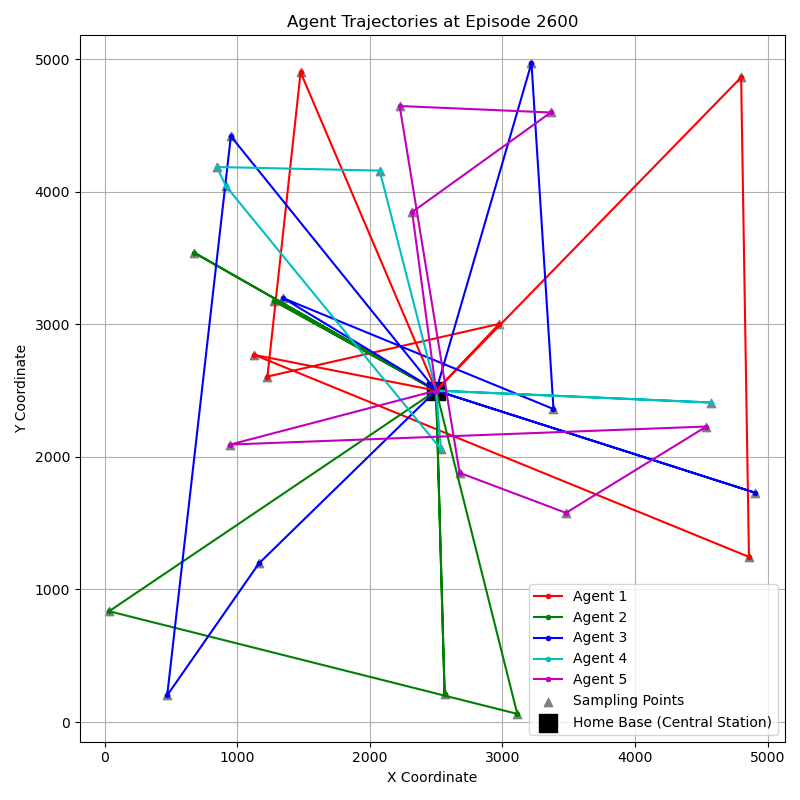 Agent Trajectories at Episode 2600
5000
4000
3000
2000
1000
0
Y Coordinate
0 1000 2000 3000 4000 5000
X Coordinate
Agent 1
Agent 2
Agent 3
Agent 4
Agent 5
Sampling Points
Home Base (Central Station)